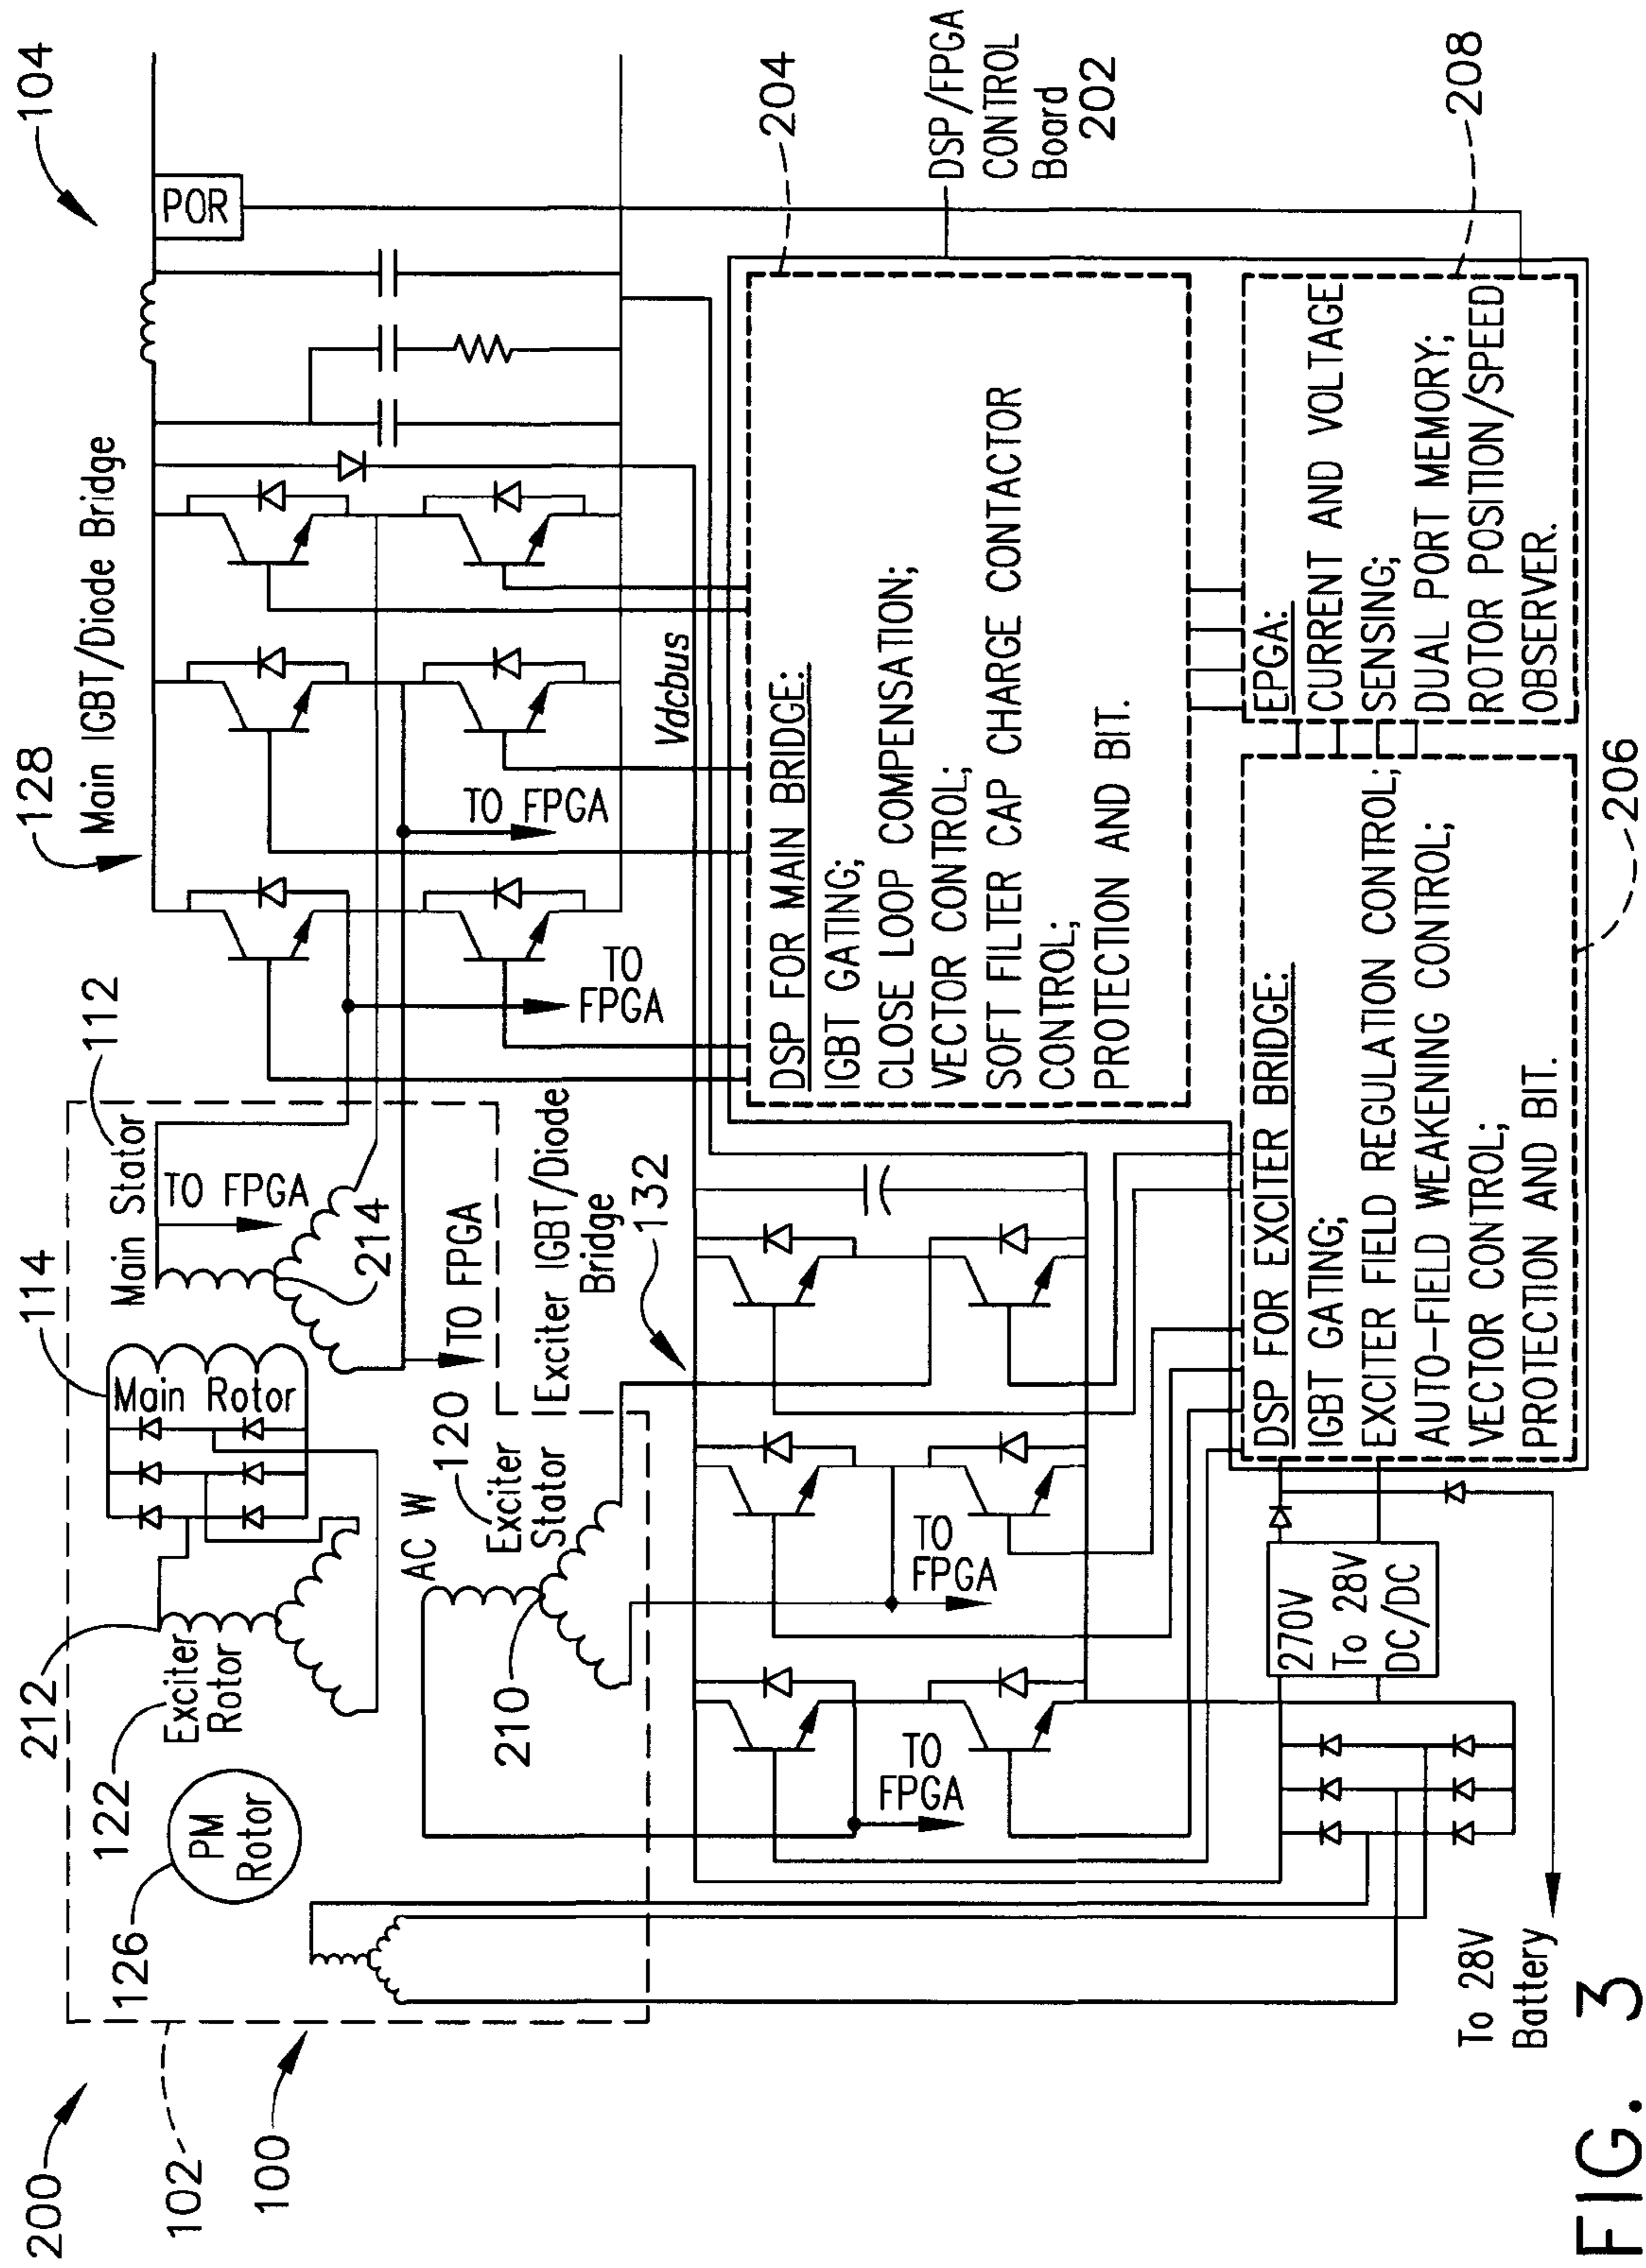 200
102
100
126
PM
Rotor
212
122
Exciter
Rotor
114
Main Rotor
112
Main Stator
TO FPGA
214
TO FPGA
AC W
120
Exciter
Stator
210
Exciter IGBT/Diode
Bridge
132
128
Main IGBT/Diode Bridge
104
POR
TO
FPGA
TO FPGA
Vdcbus
TO
FPGA
TO
FPGA
DSP/FPGA
CONTROL
Board
202
204
DSP FOR MAIN BRIDGE:
IGBT GATING;
CLOSE LOOP COMPENSATION;
VECTOR CONTROL;
SOFT FILTER CAP CHARGE CONTACTOR
CONTROL;
PROTECTION AND BIT.
DSP FOR EXCITER BRIDGE:
IGBT GATING;
EXCITER FIELD REGULATION CONTROL;
AUTO-FIELD WEAKENING CONTROL;
VECTOR CONTROL;
PROTECTION AND BIT.
206
EPGA:
CURRENT AND VOLTAGE
SENSING;
DUAL PORT MEMORY;
ROTOR POSITION/SPEED
OBSERVER.
208
270V
To 28V
DC/DC
To 28V
Battery
FIG. 3